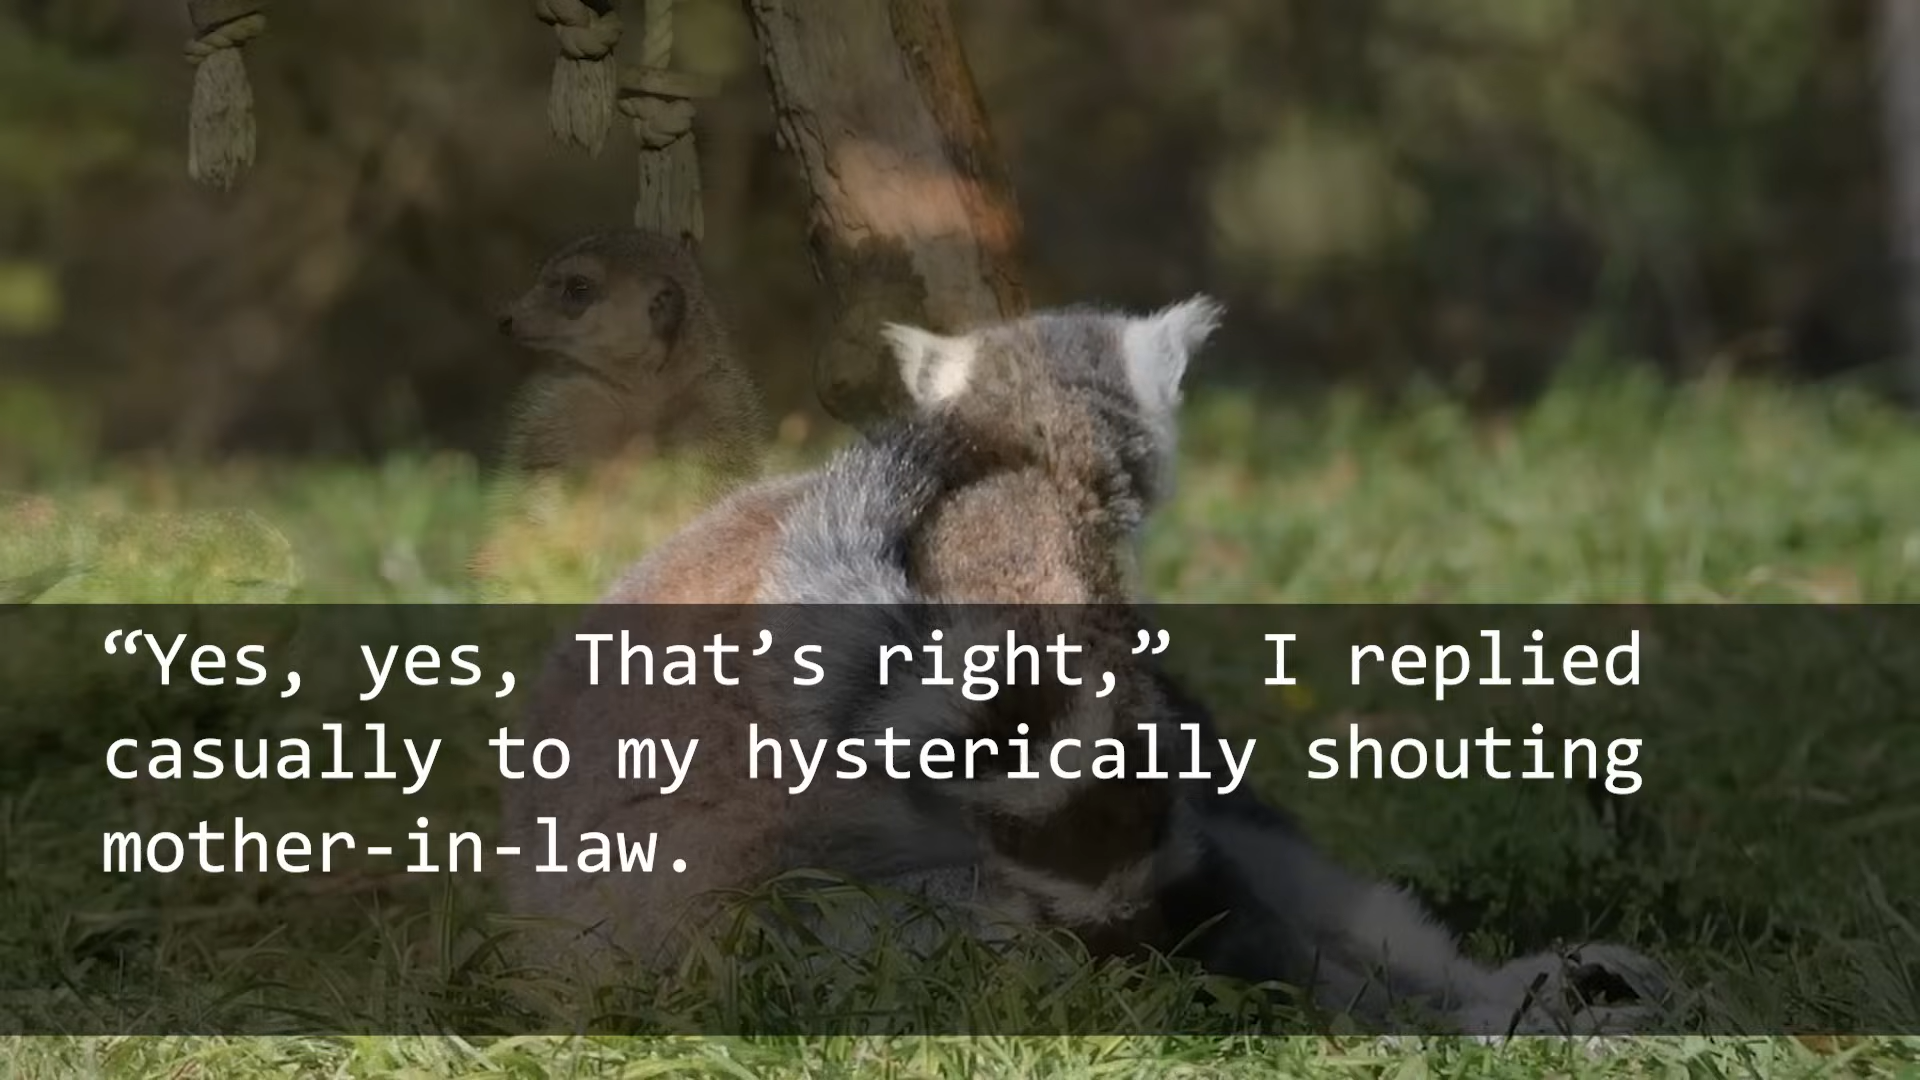 “Yes, yes, That’s right,”  I replied
casually to my hysterically shouting
mother-in-law.